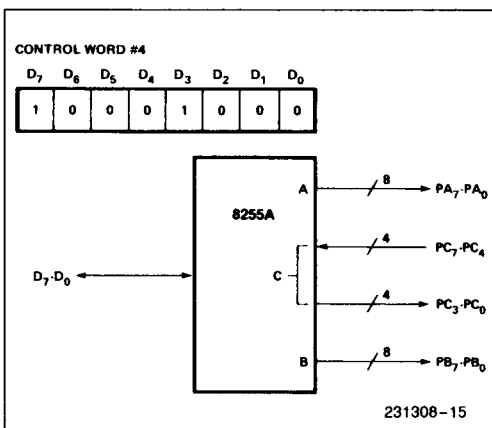 CONTROL WORD #4
D7 D6 D5 D4 D3 D2 D1 D0
1 0 0 0 1 0 0 0
A 8 PA7-PA0
8255A
4 PC7-PC4
D7-D0 C
4 PC3-PC0
B 8 PB7-PB0
231308-15